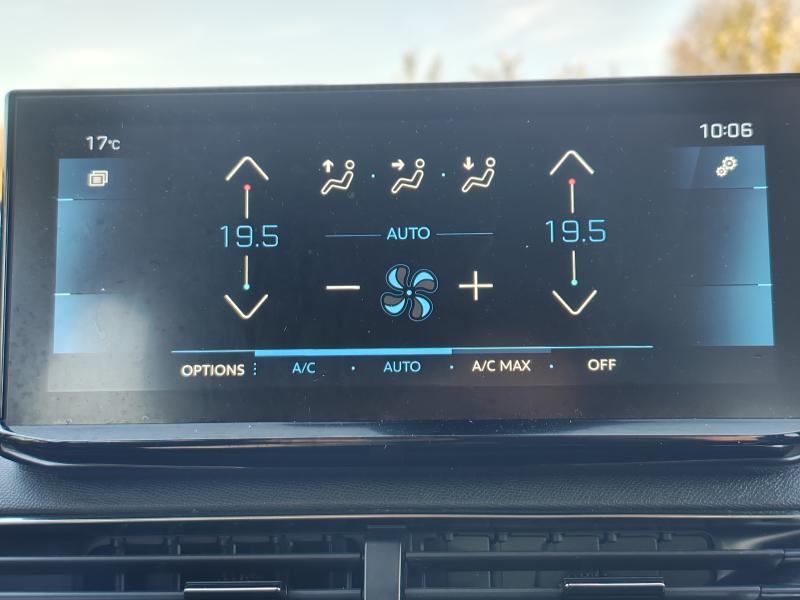 17°C 10:06
19.5 AUTO 19.5
OPTIONS A/C AUTO A/C MAX OFF